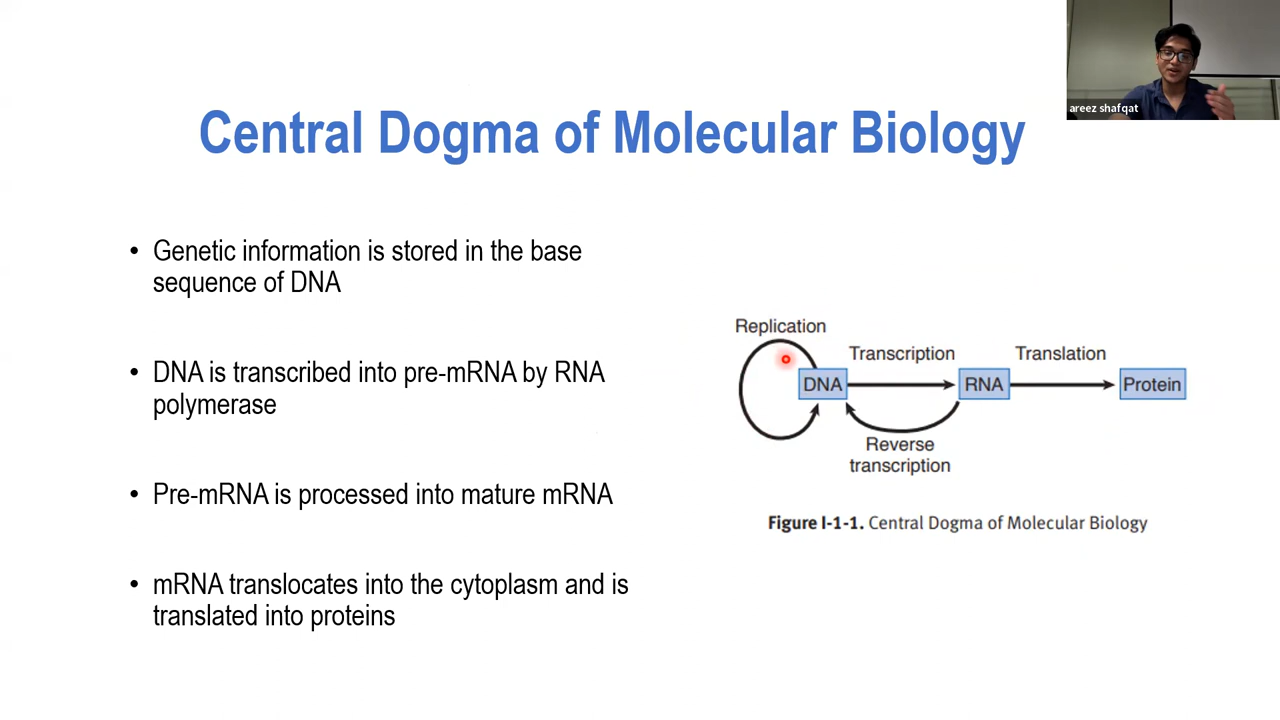 areez shafqat
Central Dogma of Molecular Biology
• Genetic information is stored in the base
sequence of DNA
• DNA is transcribed into pre-mRNA by RNA
polymerase
• Pre-mRNA is processed into mature mRNA
• mRNA translocates into the cytoplasm and is
translated into proteins
Replication
Transcription
Translation
DNA
RNA
Protein
Reverse
transcription
Figure I-1-1. Central Dogma of Molecular Biology